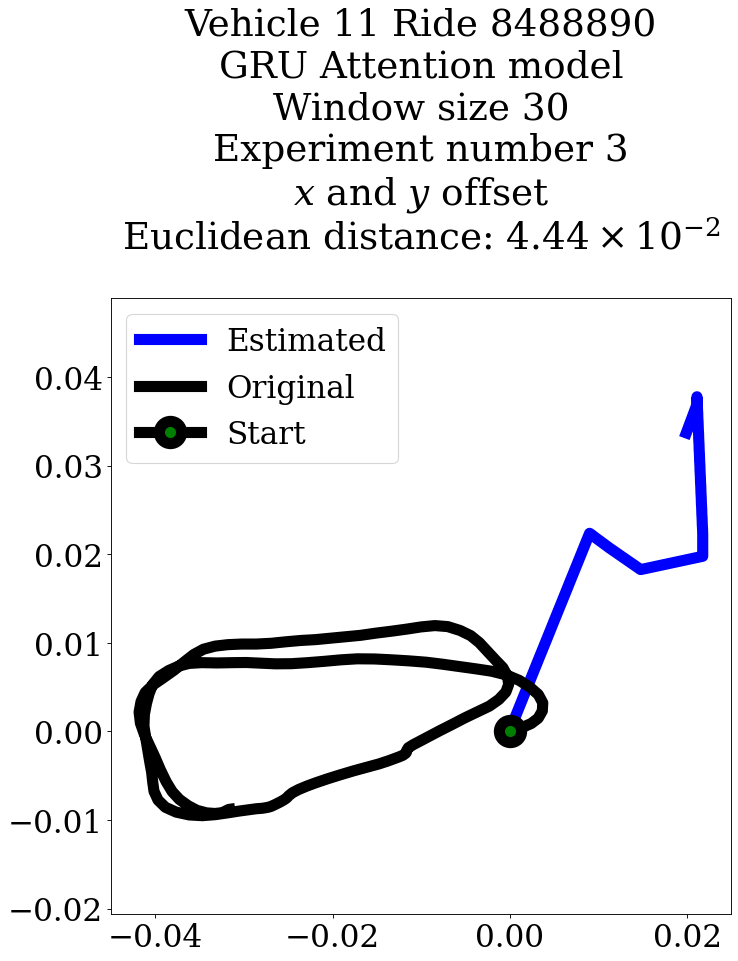 Vehicle 11 Ride 8488890
GRU Attention model
Window size 30
Experiment number 3
x and y offset
Euclidean distance: 4.44 × 10⁻²
Estimated
Original
Start
0.04
0.03
0.02
0.01
0.00
−0.01
−0.02
−0.04 −0.02 0.00 0.02